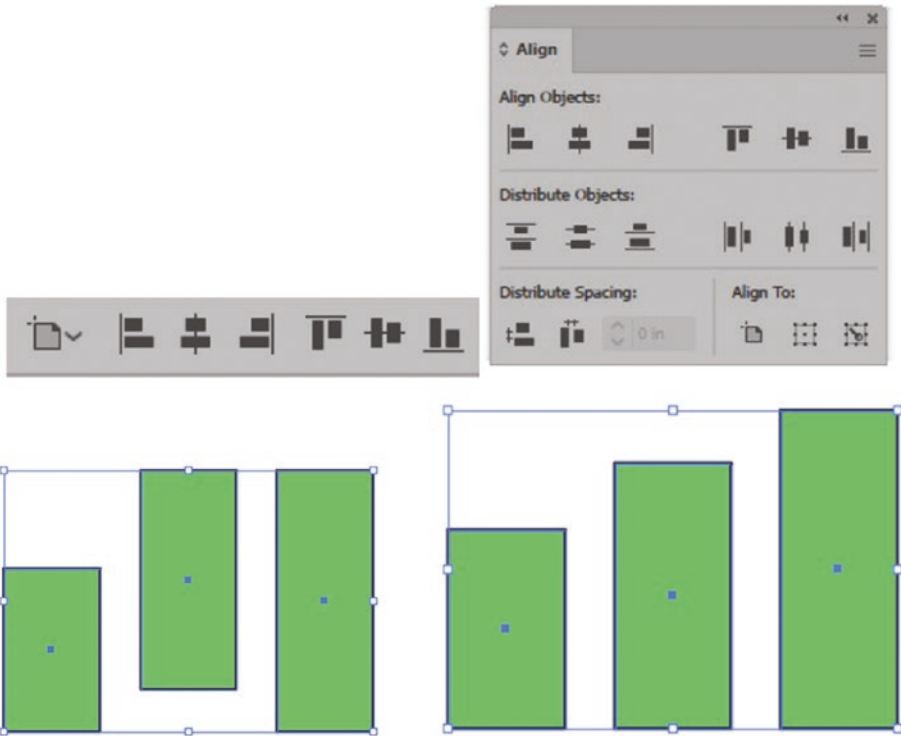 Align
Align Objects:
Distribute Objects:
Distribute Spacing:
Align To:
0 in